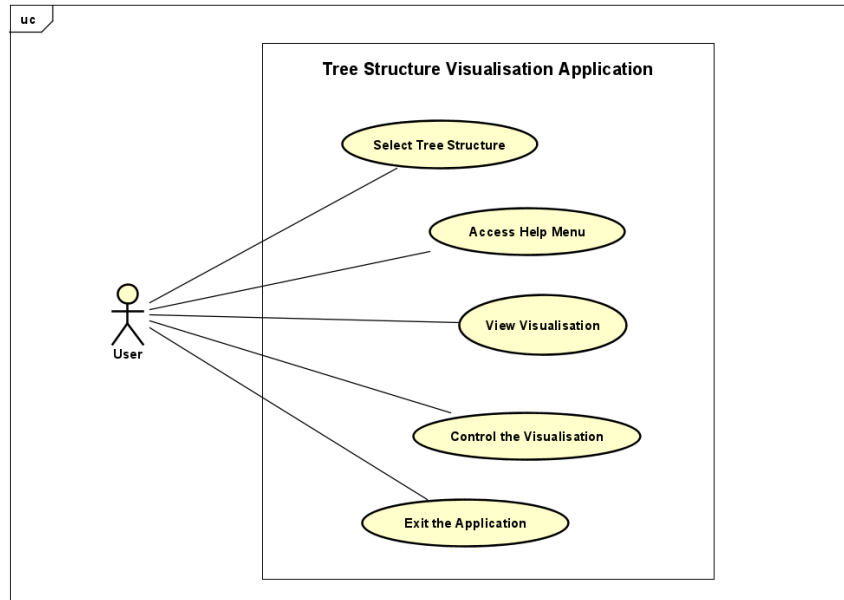 uc
Tree Structure Visualisation Application
Select Tree Structure
Access Help Menu
View Visualisation
User
Control the Visualisation
Exit the Application